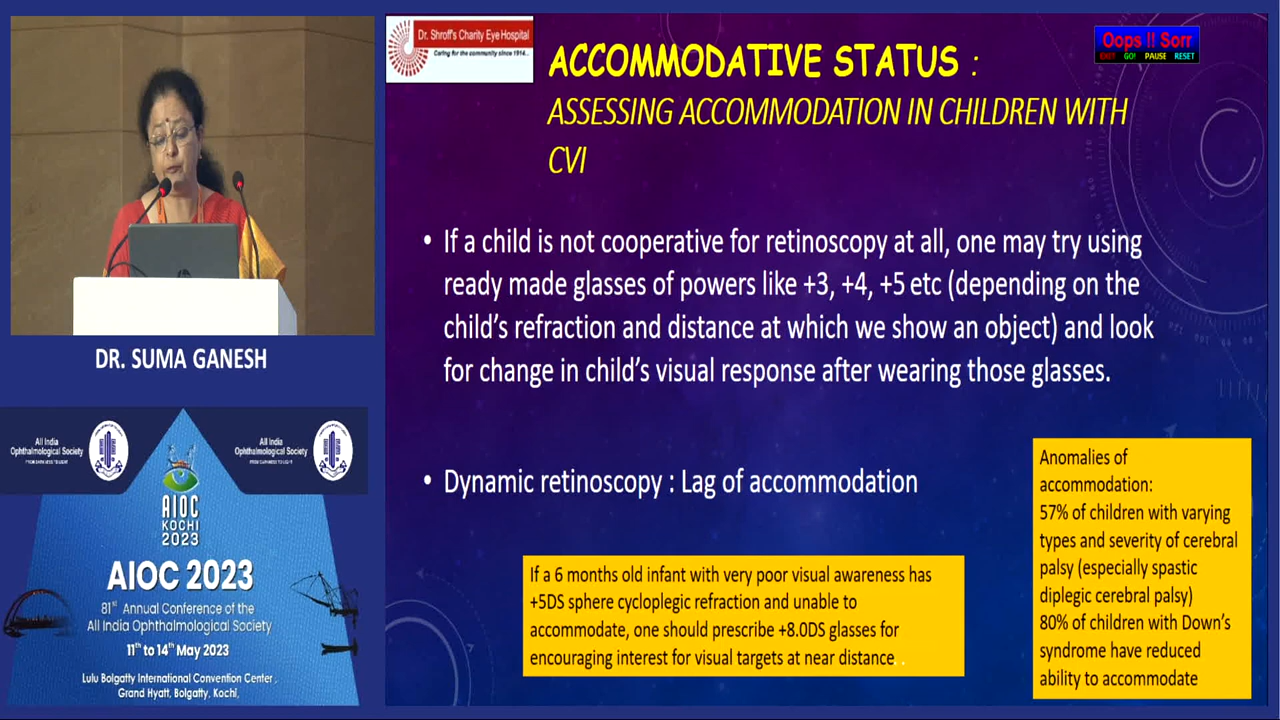 Dr. Shroff's Charity Eye Hospital
Caring for the community since 1914...
ACCOMMODATIVE STATUS :
ASSESSING ACCOMMODATION IN CHILDREN WITH
CVI
Oops !! Sorr
EXIT GO! PAUSE RESET
• If a child is not cooperative for retinoscopy at all, one may try using
ready made glasses of powers like +3, +4, +5 etc (depending on the
child's refraction and distance at which we show an object) and look
for change in child's visual response after wearing those glasses.
• Dynamic retinoscopy : Lag of accommodation
If a 6 months old infant with very poor visual awareness has
+5DS sphere cycloplegic refraction and unable to
accommodate, one should prescribe +8.0DS glasses for
encouraging interest for visual targets at near distance . .
Anomalies of
accommodation:
57% of children with varying
types and severity of cerebral
palsy (especially spastic
diplegic cerebral palsy)
80% of children with Down's
syndrome have reduced
ability to accommodate
DR. SUMA GANESH
All India
Ophthalmological Society
FROM DARKNESS TO LIGHT
All India
Ophthalmological Society
FROM DARKNESS TO LIGHT
AIOC
KOCHI
2023
AIOC 2023
81st Annual Conference of the
All India Ophthalmological Society
11th to 14th May 2023
Lulu Bolgatty International Convention Center,
Grand Hyatt, Bolgatty, Kochi,